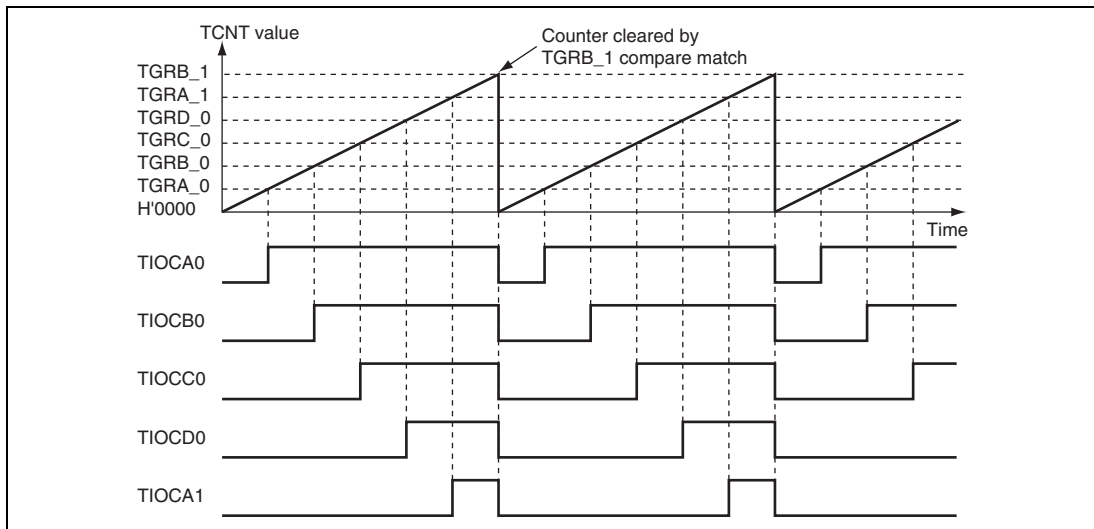 TCNT value
Counter cleared by
TGRB_1 compare match
TGRB_1
TGRA_1
TGRD_0
TGRC_0
TGRB_0
TGRA_0
H'0000
Time
TIOCA0
TIOCB0
TIOCC0
TIOCD0
TIOCA1